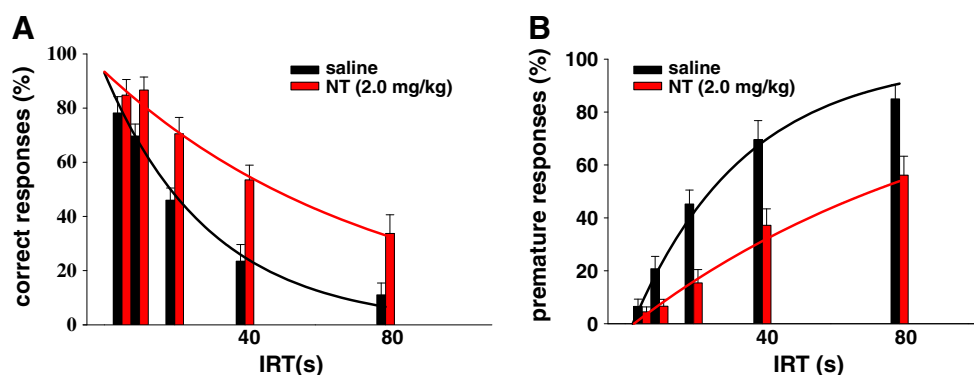 A
correct responses (%)
100
80
60
40
20
0
saline
NT (2.0 mg/kg)
40
80
IRT(s)
B
premature responses (%)
100
80
60
40
20
0
saline
NT (2.0 mg/kg)
40
80
IRT (s)